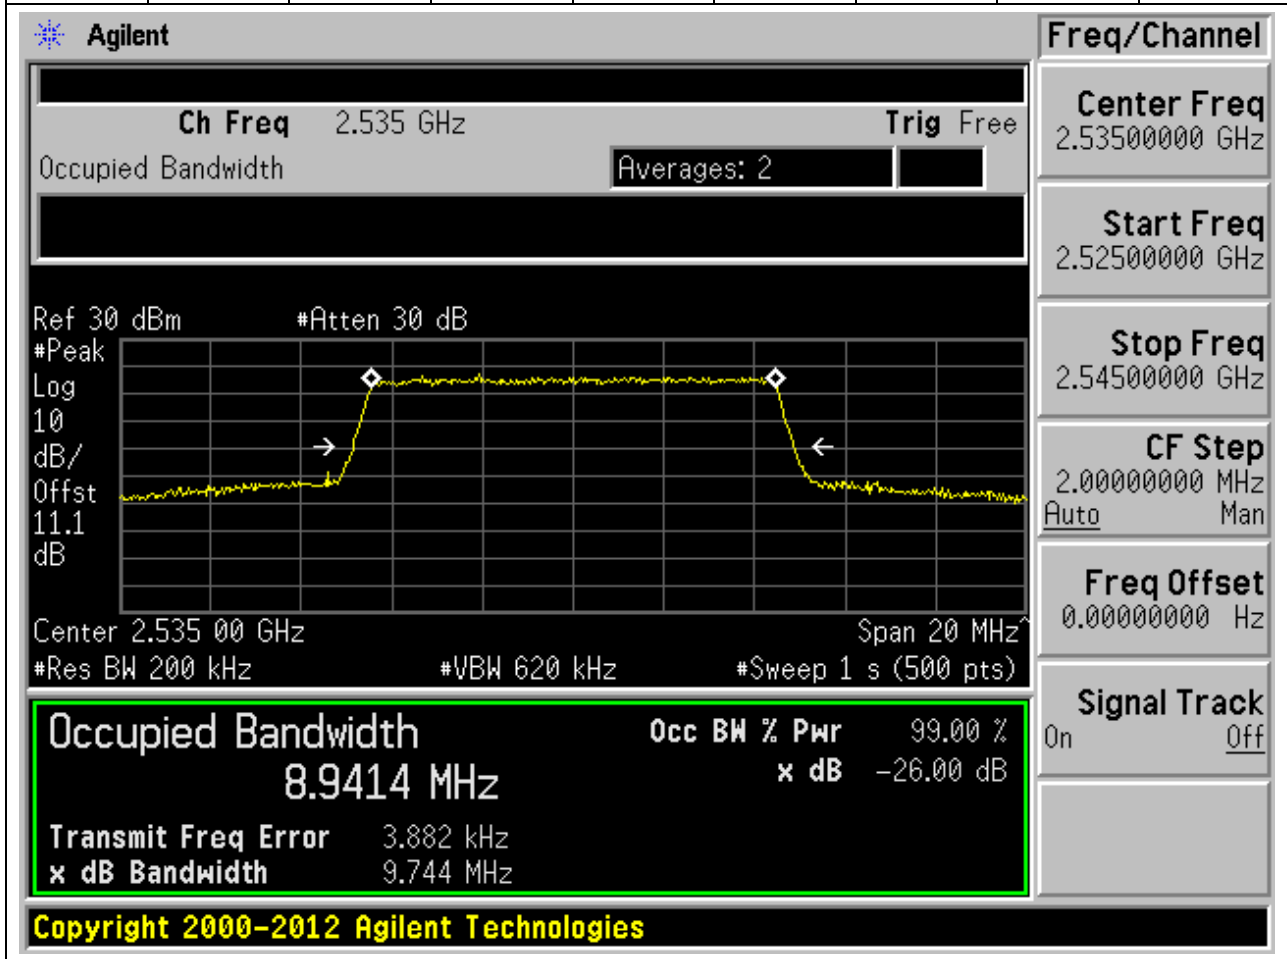 Agilent
Freq/Channel
Ch Freq 2.535 GHz Trig Free
Occupied Bandwidth Averages: 2
Center Freq
2.53500000 GHz
Start Freq
2.52500000 GHz
Stop Freq
2.54500000 GHz
CF Step
2.00000000 MHz
Auto Man
Freq Offset
0.00000000 Hz
Signal Track
On Off
Ref 30 dBm #Atten 30 dB
#Peak
Log
10
dB/
Offst
11.1
dB
Center 2.535 00 GHz Span 20 MHz^
#Res BW 200 kHz #VBW 620 kHz #Sweep 1 s (500 pts)
Occupied Bandwidth Occ BW % Pwr 99.00 %
8.9414 MHz x dB -26.00 dB
Transmit Freq Error 3.882 kHz
x dB Bandwidth 9.744 MHz
Copyright 2000-2012 Agilent Technologies